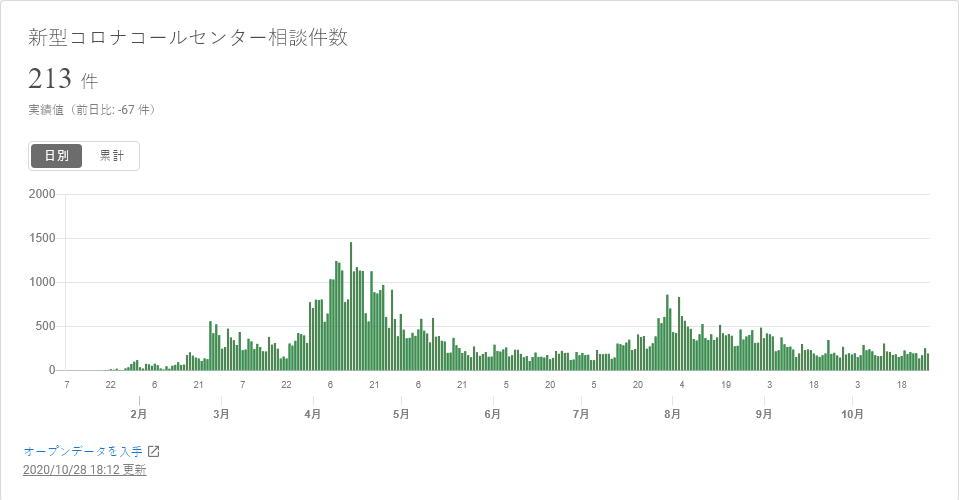 新型コロナコールセンター相談件数
213 件
実績値（前日比: -67 件）
日別 累計
2000
1500
1000
500
0
7 22 6 21 7 22 6 21 6 21 5 20 5 20 4 19 3 18 3 18
2月 3月 4月 5月 6月 7月 8月 9月 10月
オープンデータを入手
2020/10/28 18:12 更新